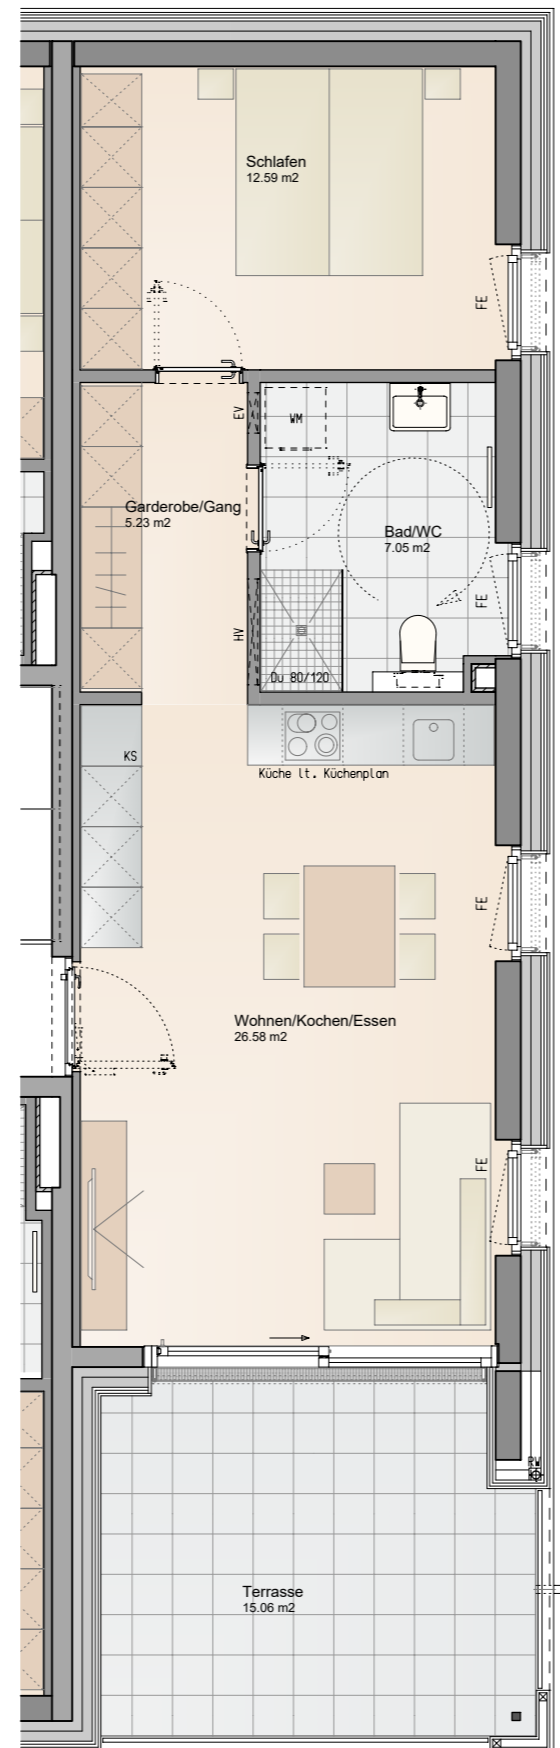 Schlafen
12.59 m2
FE
EV
WM
Garderobe/Gang
5.23 m2
Bad/WC
7.05 m2
FE
HV
Du 80/120
KS
Küche lt. Küchenplan
FE
Wohnen/Kochen/Essen
26.58 m2
FE
RW
Terrasse
15.06 m2